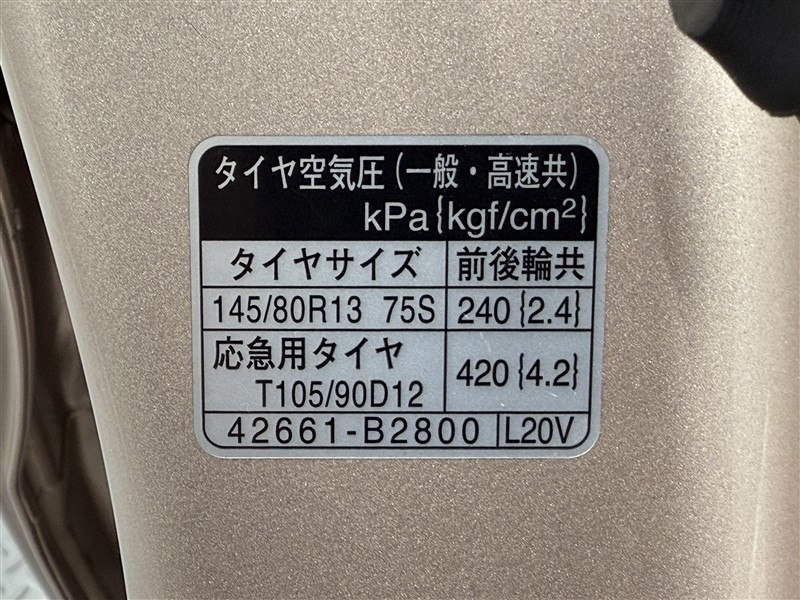 タイヤ空気圧(一般・高速共)
kPa{kgf/cm²}
タイヤサイズ 前後輪共
145/80R13 75S 240{2.4}
応急用タイヤ
T105/90D12 420{4.2}
42661-B2800 L20V